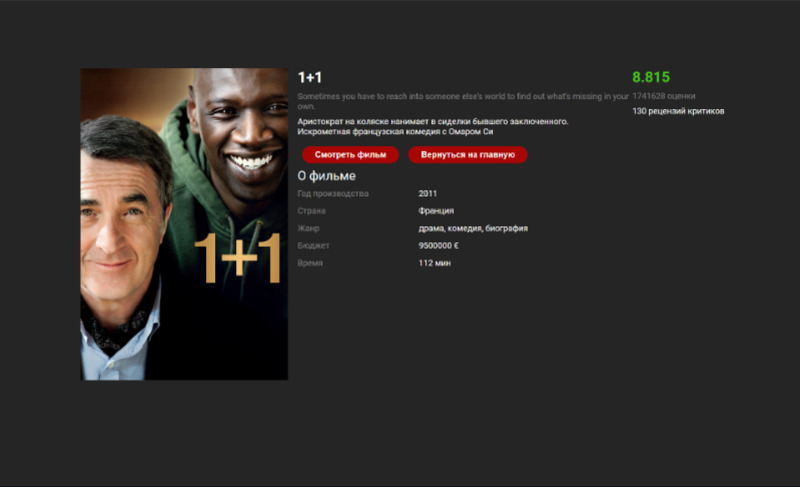 1+1
1+1
8.815
Sometimes you have to reach into someone else's world to find out what's missing in your
own.
1741628 оценки
130 рецензий критиков
Аристократ на коляске нанимает в сиделки бывшего заключенного.
Искрометная французская комедия с Омаром Си
Смотреть фильм
Вернуться на главную
О фильме
Год производства 2011
Страна Франция
Жанр драма, комедия, биография
Бюджет 9500000 €
Время 112 мин